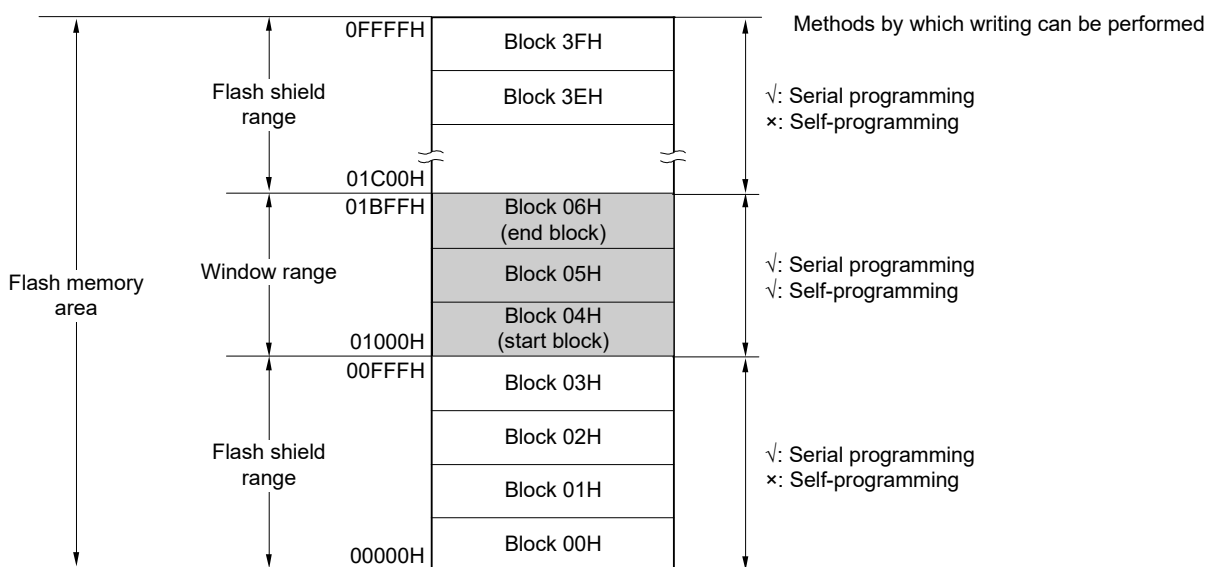 Methods by which writing can be performed
0FFFFH
Block 3FH
Flash shield
range
Block 3EH
√: Serial programming
×: Self-programming
01C00H
01BFFH
Block 06H
(end block)
Flash memory
area
Window range
Block 05H
√: Serial programming
√: Self-programming
Block 04H
(start block)
01000H
00FFFH
Block 03H
Flash shield
range
Block 02H
√: Serial programming
×: Self-programming
Block 01H
Block 00H
00000H